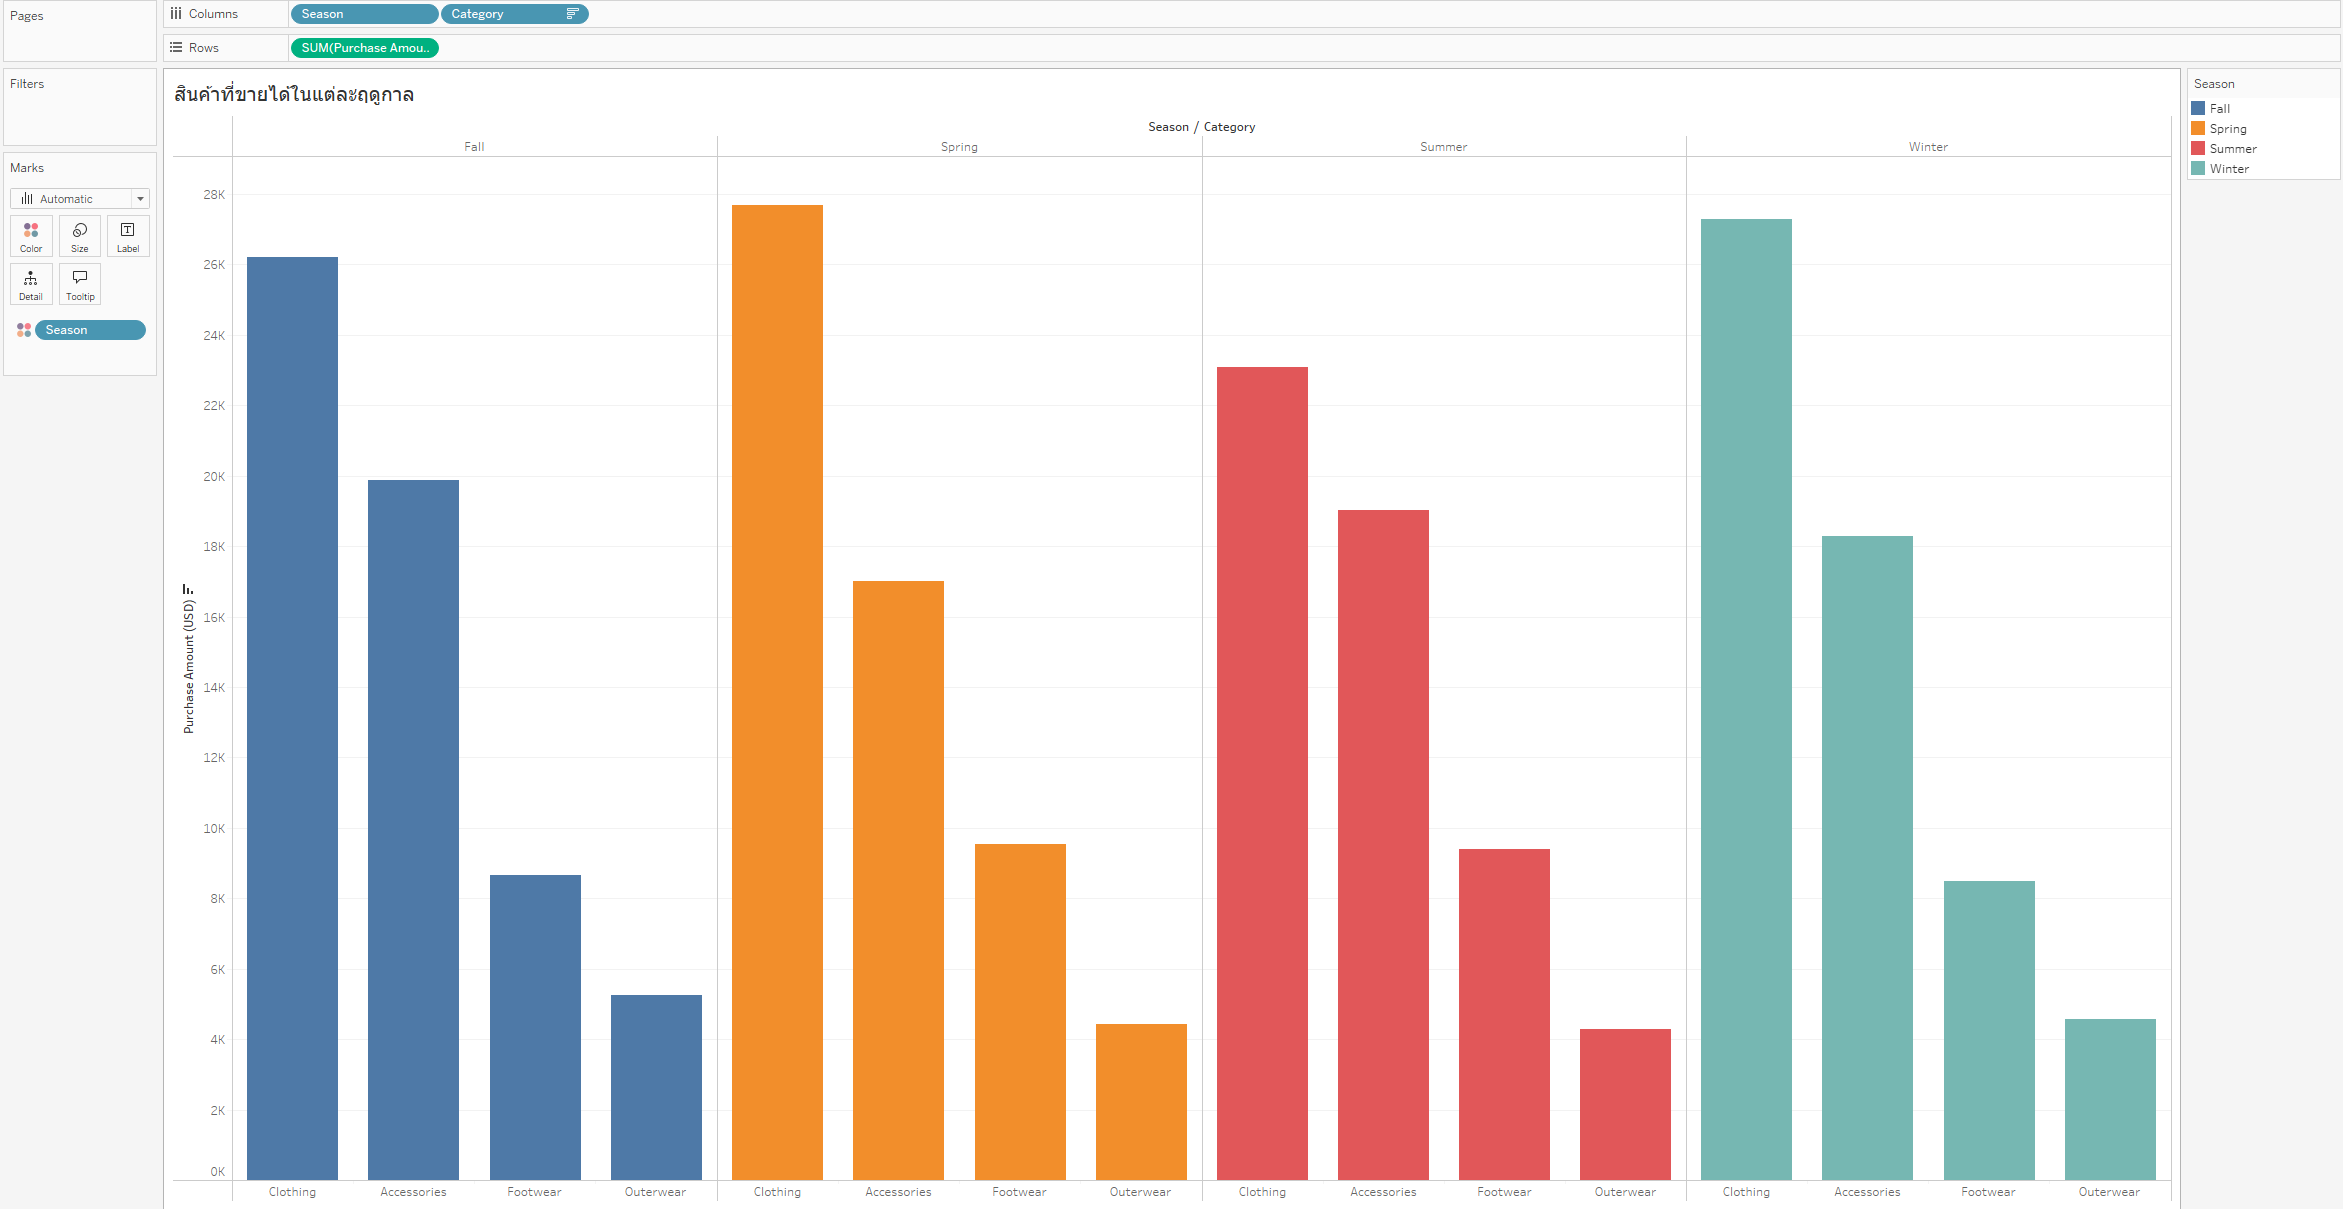 Pages
Columns
Season
Category
Rows
SUM(Purchase Amou..
Filters
Marks
Automatic
Color
Size
Label
Detail
Tooltip
Season
สินค้าที่ขายได้ในแต่ละฤดูกาล
Season / Category
Fall
Spring
Summer
Winter
Purchase Amount (USD)
28K
26K
24K
22K
20K
18K
16K
14K
12K
10K
8K
6K
4K
2K
0K
Clothing Accessories Footwear Outerwear
Clothing Accessories Footwear Outerwear
Clothing Accessories Footwear Outerwear
Clothing Accessories Footwear Outerwear
Season
Fall
Spring
Summer
Winter